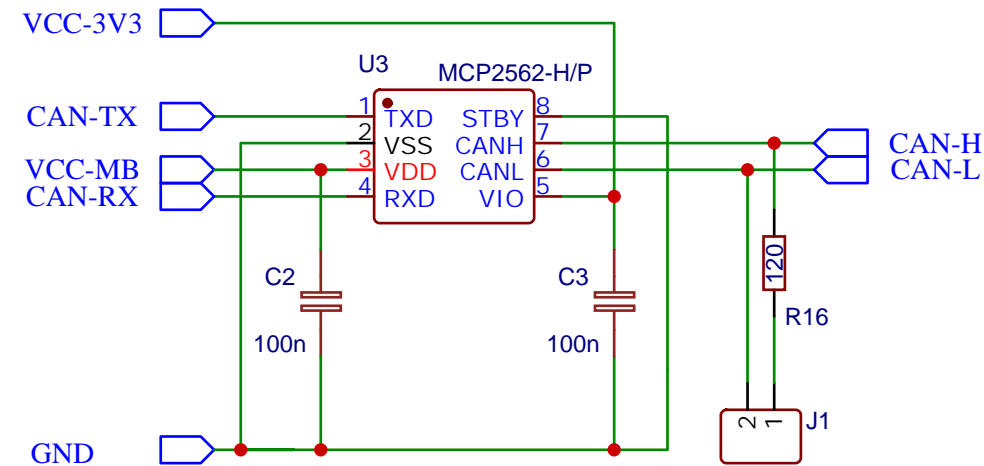 VCC-3V3
U3
MCP2562-H/P
CAN-TX
1 TXD STBY 8
2 VSS CANH 7
CAN-H
VCC-MB
3 VDD CANL 6
CAN-L
CAN-RX
4 RXD VIO 5
120
C2
C3
R16
100n
100n
GND
2 1
J1